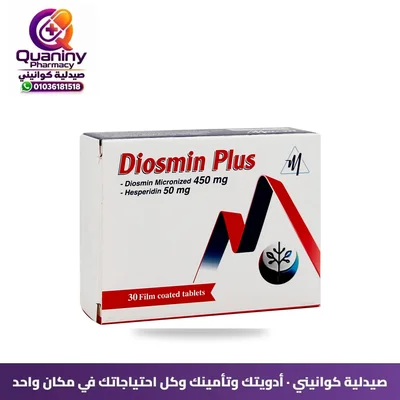 Quaniny
Pharmacy
صيدلية كوانيني
01036181518
Diosmin Plus
- Diosmin Micronized 450 mg
- Hesperidin 50 mg
M
30 Film coated tablets
صيدلية كوانيني - أدويتك وتأمينك وكل احتياجاتك في مكان واحد